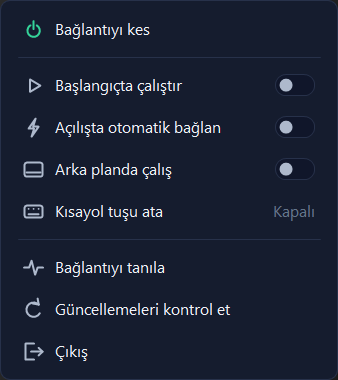 Bağlantıyı kes
Başlangıçta çalıştır
Açılışta otomatik bağlan
Arka planda çalış
Kısayol tuşu ata Kapalı
Bağlantıyı tanıla
Güncellemeleri kontrol et
Çıkış